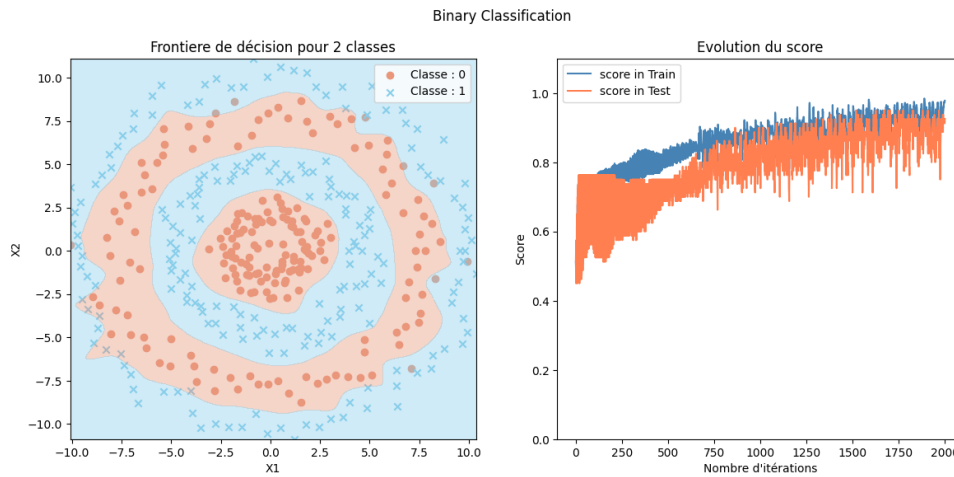 Binary Classification
Frontiere de décision pour 2 classes
Classe : 0
Classe : 1
10.0
7.5
5.0
2.5
0.0
−2.5
−5.0
−7.5
−10.0
X2
−10.0 −7.5 −5.0 −2.5 0.0 2.5 5.0 7.5 10.0
X1
Evolution du score
score in Train
score in Test
1.0
0.8
0.6
0.4
0.2
0.0
Score
0 250 500 750 1000 1250 1500 1750 2000
Nombre d'itérations